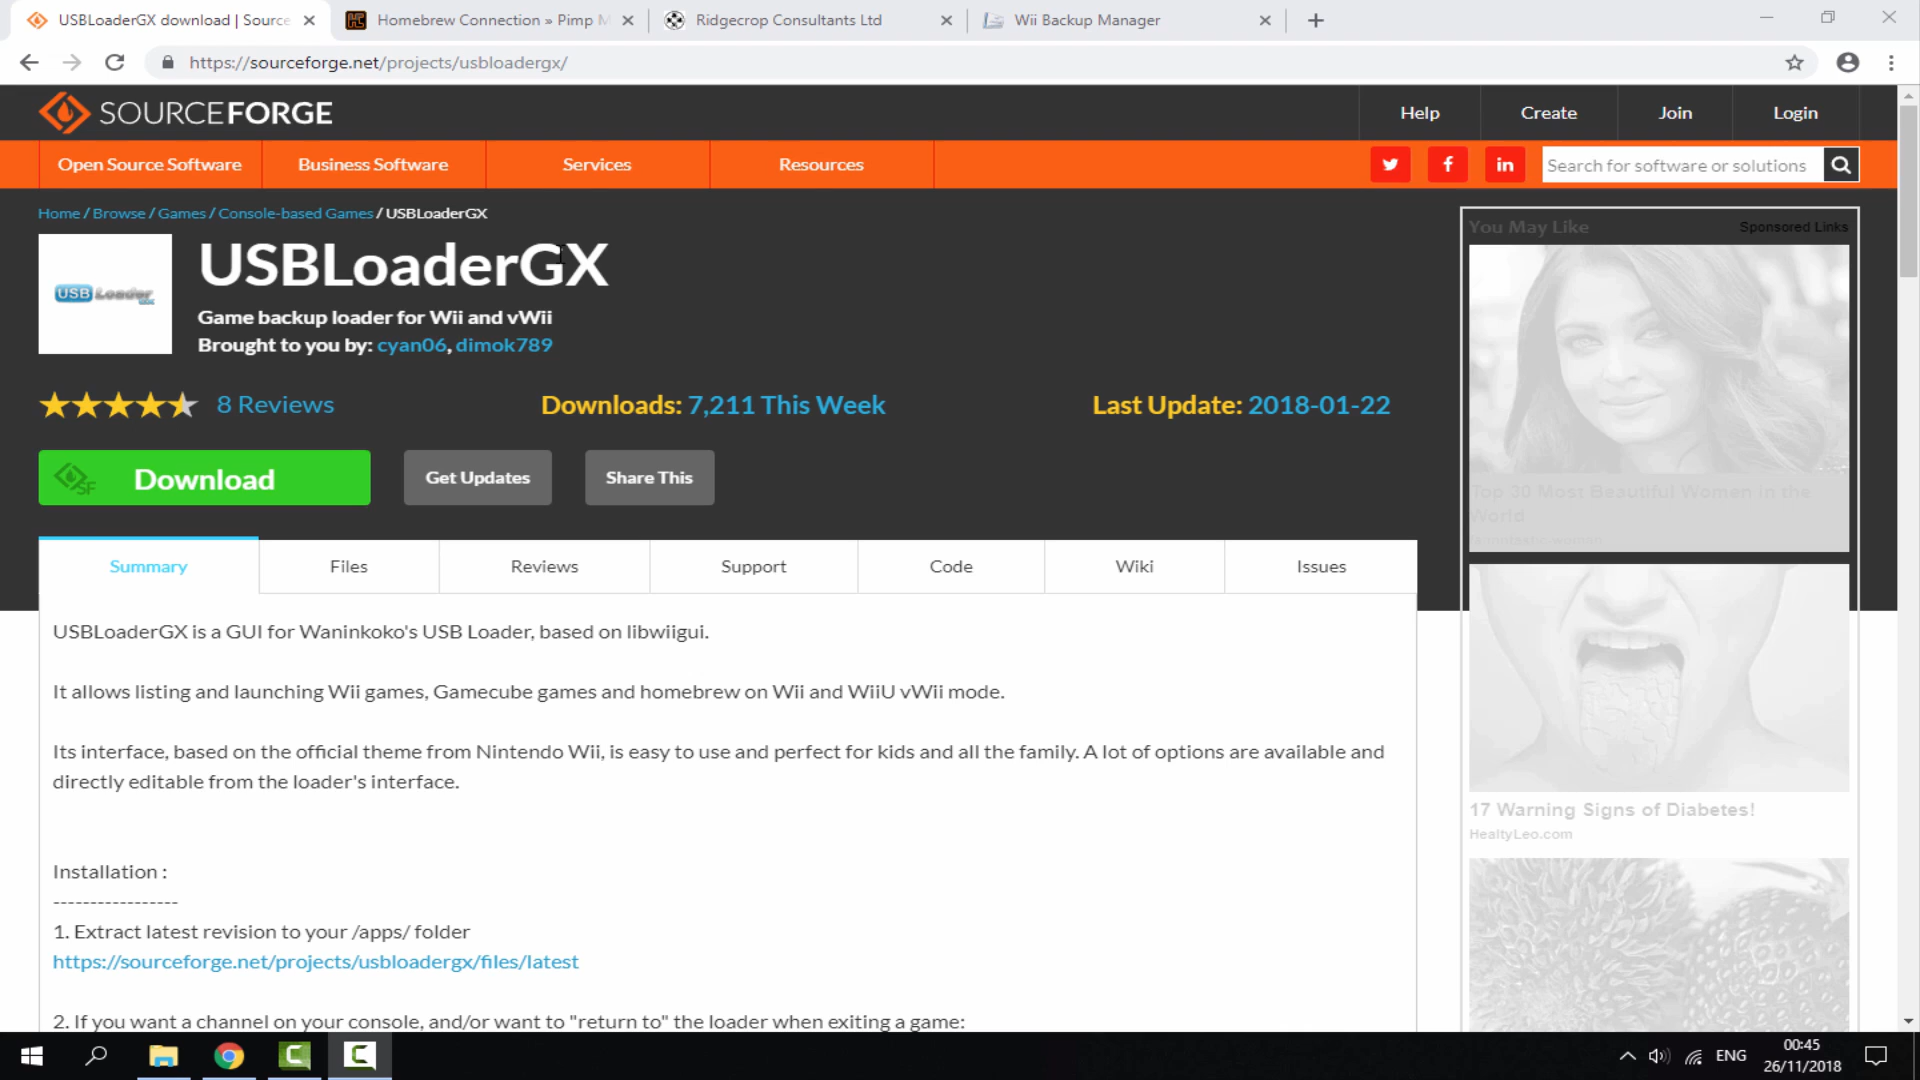 USBLoaderGX download | Source
Homebrew Connection » Pimp M
Ridgecrop Consultants Ltd
Wii Backup Manager
https://sourceforge.net/projects/usbloadergx/
SOURCEFORGE
Help
Create
Join
Login
Open Source Software
Business Software
Services
Resources
Search for software or solutions
Home / Browse / Games / Console-based Games / USBLoaderGX
You May Like
Sponsored Links
USB Loader GX
USBLoaderGX
Game backup loader for Wii and vWii
Brought to you by: cyan06, dimok789
8 Reviews
Downloads: 7,211 This Week
Last Update: 2018-01-22
SF
Download
Get Updates
Share This
Top 30 Most Beautiful Women In the
World
Summary
Files
Reviews
Support
Code
Wiki
Issues
USBLoaderGX is a GUI for Waninkoko's USB Loader, based on libwiigui.
It allows listing and launching Wii games, Gamecube games and homebrew on Wii and WiiU vWii mode.
Its interface, based on the official theme from Nintendo Wii, is easy to use and perfect for kids and all the family. A lot of options are available and
directly editable from the loader's interface.
17 Warning Signs of Diabetes!
HealtyLeo.com
Installation :
-----------------
1. Extract latest revision to your /apps/ folder
https://sourceforge.net/projects/usbloadergx/files/latest
2. If you want a channel on your console, and/or want to "return to" the loader when exiting a game:
ENG
00:45
26/11/2018